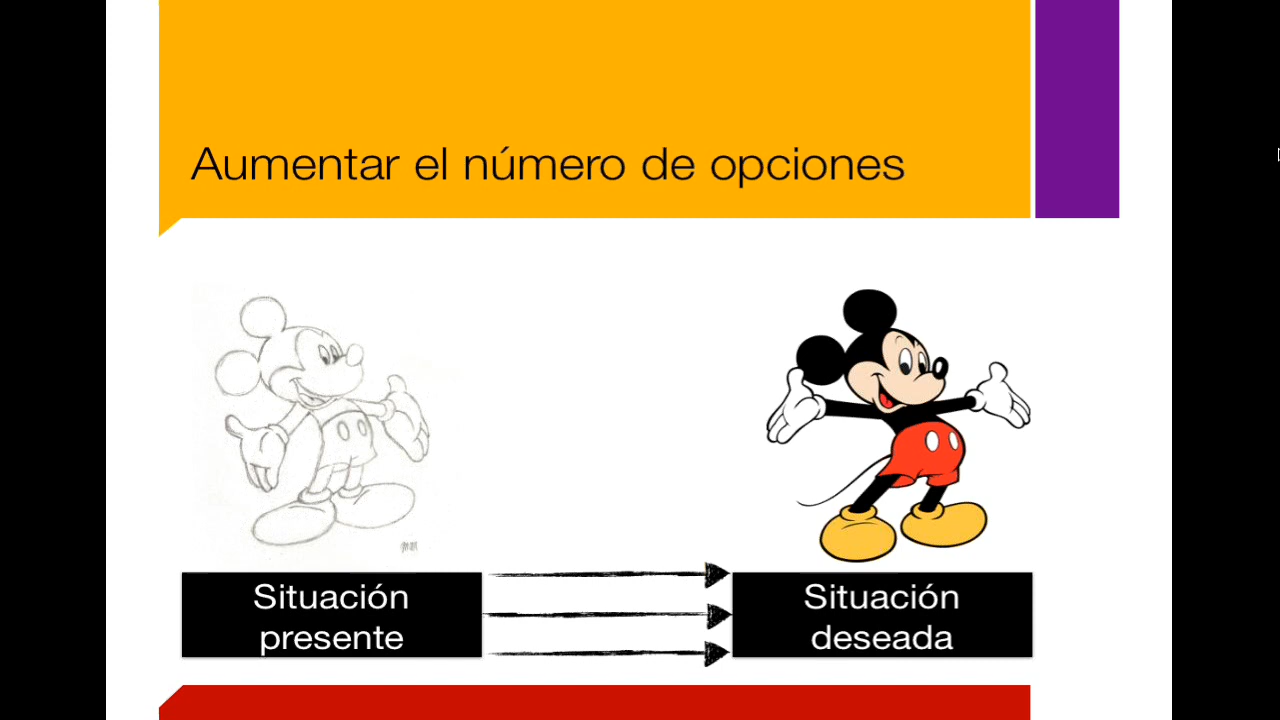 Aumentar el número de opciones
Situación
presente
Situación
deseada